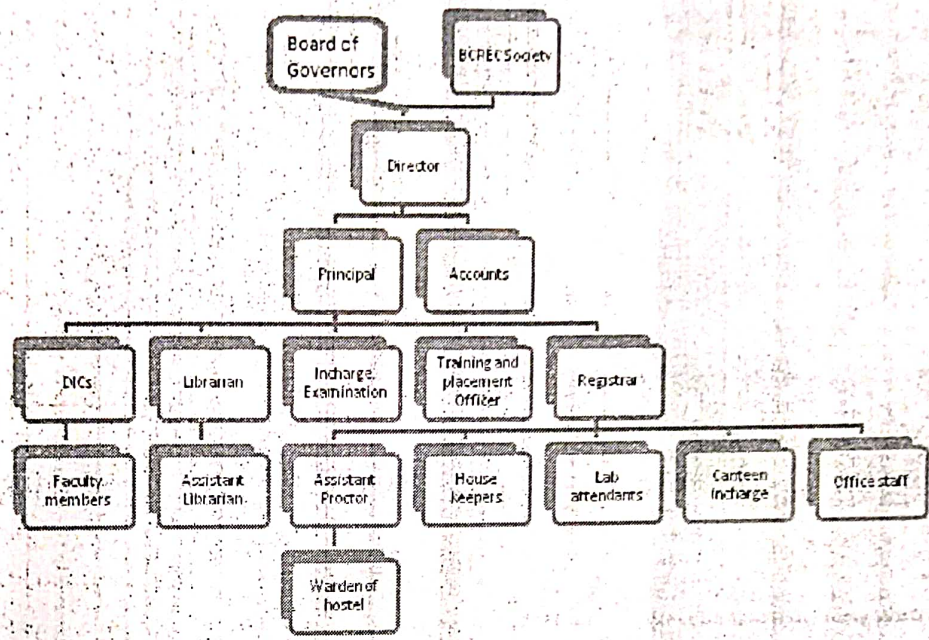 Board of
Governors
BCREC Society
Director
Principal
Accounts
DICs
Librarian
Incharge
Examination
Training and
placement
Officer
Registrar
Faculty
members
Assistant
Librarian
Assistant
Proctor
House
keepers
Lab
attendants
Canteen
incharge
Office staff
Warden of
hostel